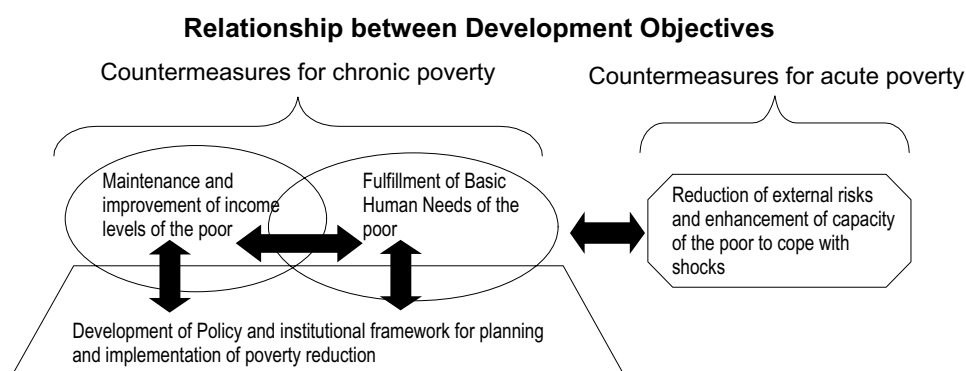 Relationship between Development Objectives
Countermeasures for chronic poverty
Countermeasures for acute poverty
Maintenance and
improvement of income
levels of the poor
Fulfillment of Basic
Human Needs of the
poor
Reduction of external risks
and enhancement of capacity
of the poor to cope with
shocks
Development of Policy and institutional framework for planning
and implementation of poverty reduction